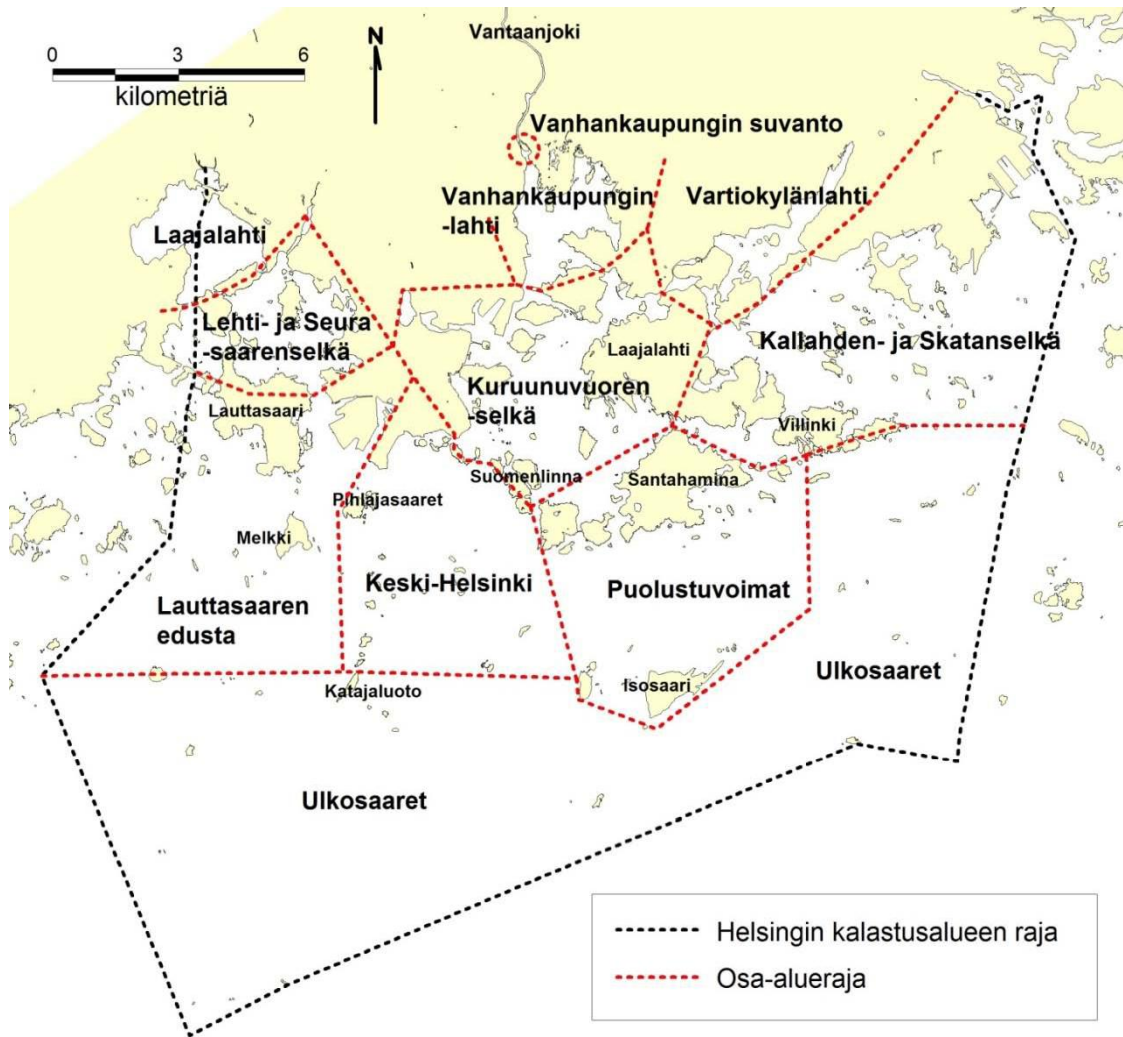 Vantaanjoki
N
0 3 6
kilometriä
Vanhankaupungin suvanto
Vanhankaupungin
-lahti
Vartiokylänlahti
Laajalahti
Lehti- ja Seura
-saarenselkä
Laajalahti
Kallahden- ja Skatanselkä
Kuruunuvuoren
-selkä
Lauttasaari
Villinki
Suomenlinna
Santahamina
Pihlajasaaret
Melkki
Keski-Helsinki
Puolustuvoimat
Lauttasaaren
edusta
Ulkosaaret
Isosaari
Katajaluoto
Ulkosaaret
Helsingin kalastusalueen raja
Osa-alueraja